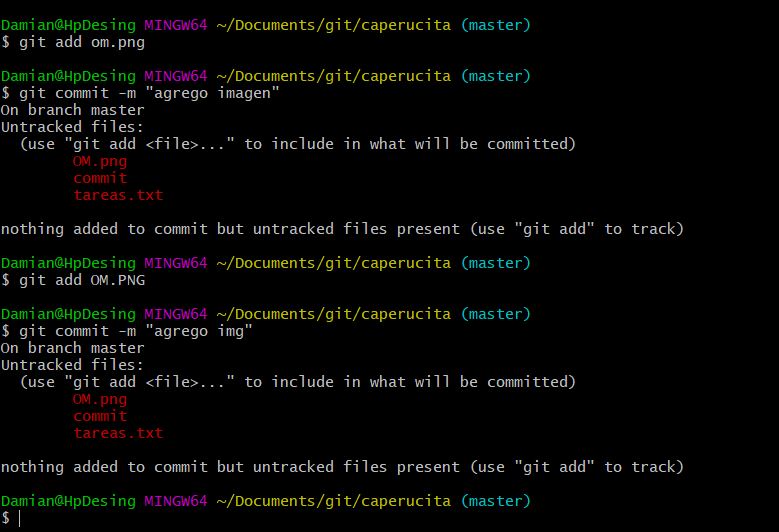 Damian@HpDesing MINGW64 ~/Documents/git/caperucita (master)
$ git add om.png
Damian@HpDesing MINGW64 ~/Documents/git/caperucita (master)
$ git commit -m "agrego imagen"
On branch master
Untracked files:
  (use "git add <file>..." to include in what will be committed)
        OM.png
        commit
        tareas.txt
nothing added to commit but untracked files present (use "git add" to track)
Damian@HpDesing MINGW64 ~/Documents/git/caperucita (master)
$ git add OM.PNG
Damian@HpDesing MINGW64 ~/Documents/git/caperucita (master)
$ git commit -m "agrego img"
On branch master
Untracked files:
  (use "git add <file>..." to include in what will be committed)
        OM.png
        commit
        tareas.txt
nothing added to commit but untracked files present (use "git add" to track)
Damian@HpDesing MINGW64 ~/Documents/git/caperucita (master)
$